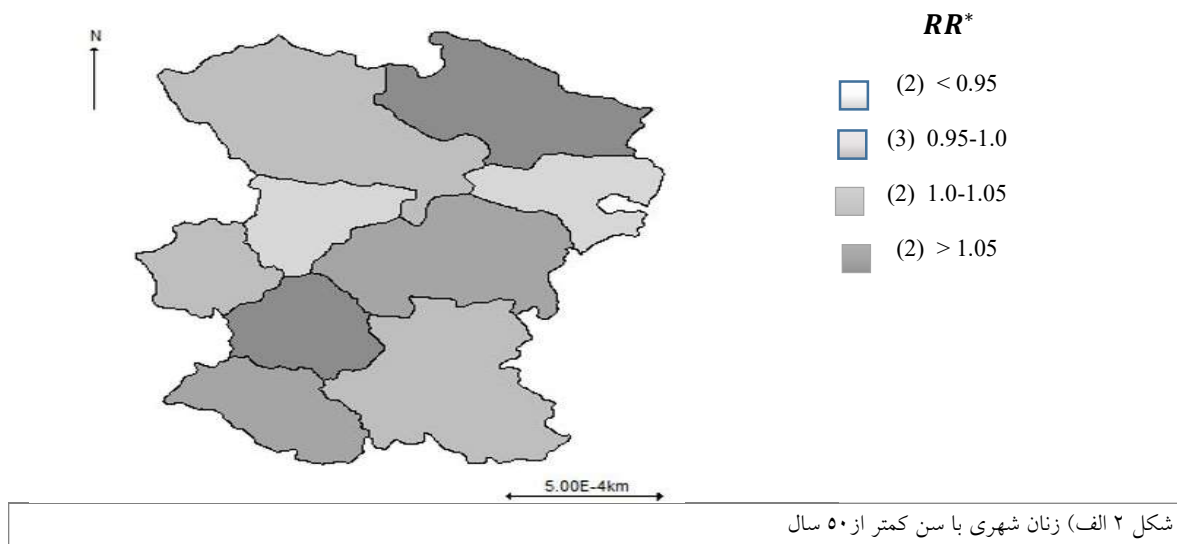 N
RR*
(2) < 0.95
(3) 0.95-1.0
(2) 1.0-1.05
(2) > 1.05
5.00E-4km
شکل ۲ الف) زنان شهری با سن کمتر از۵۰ سال